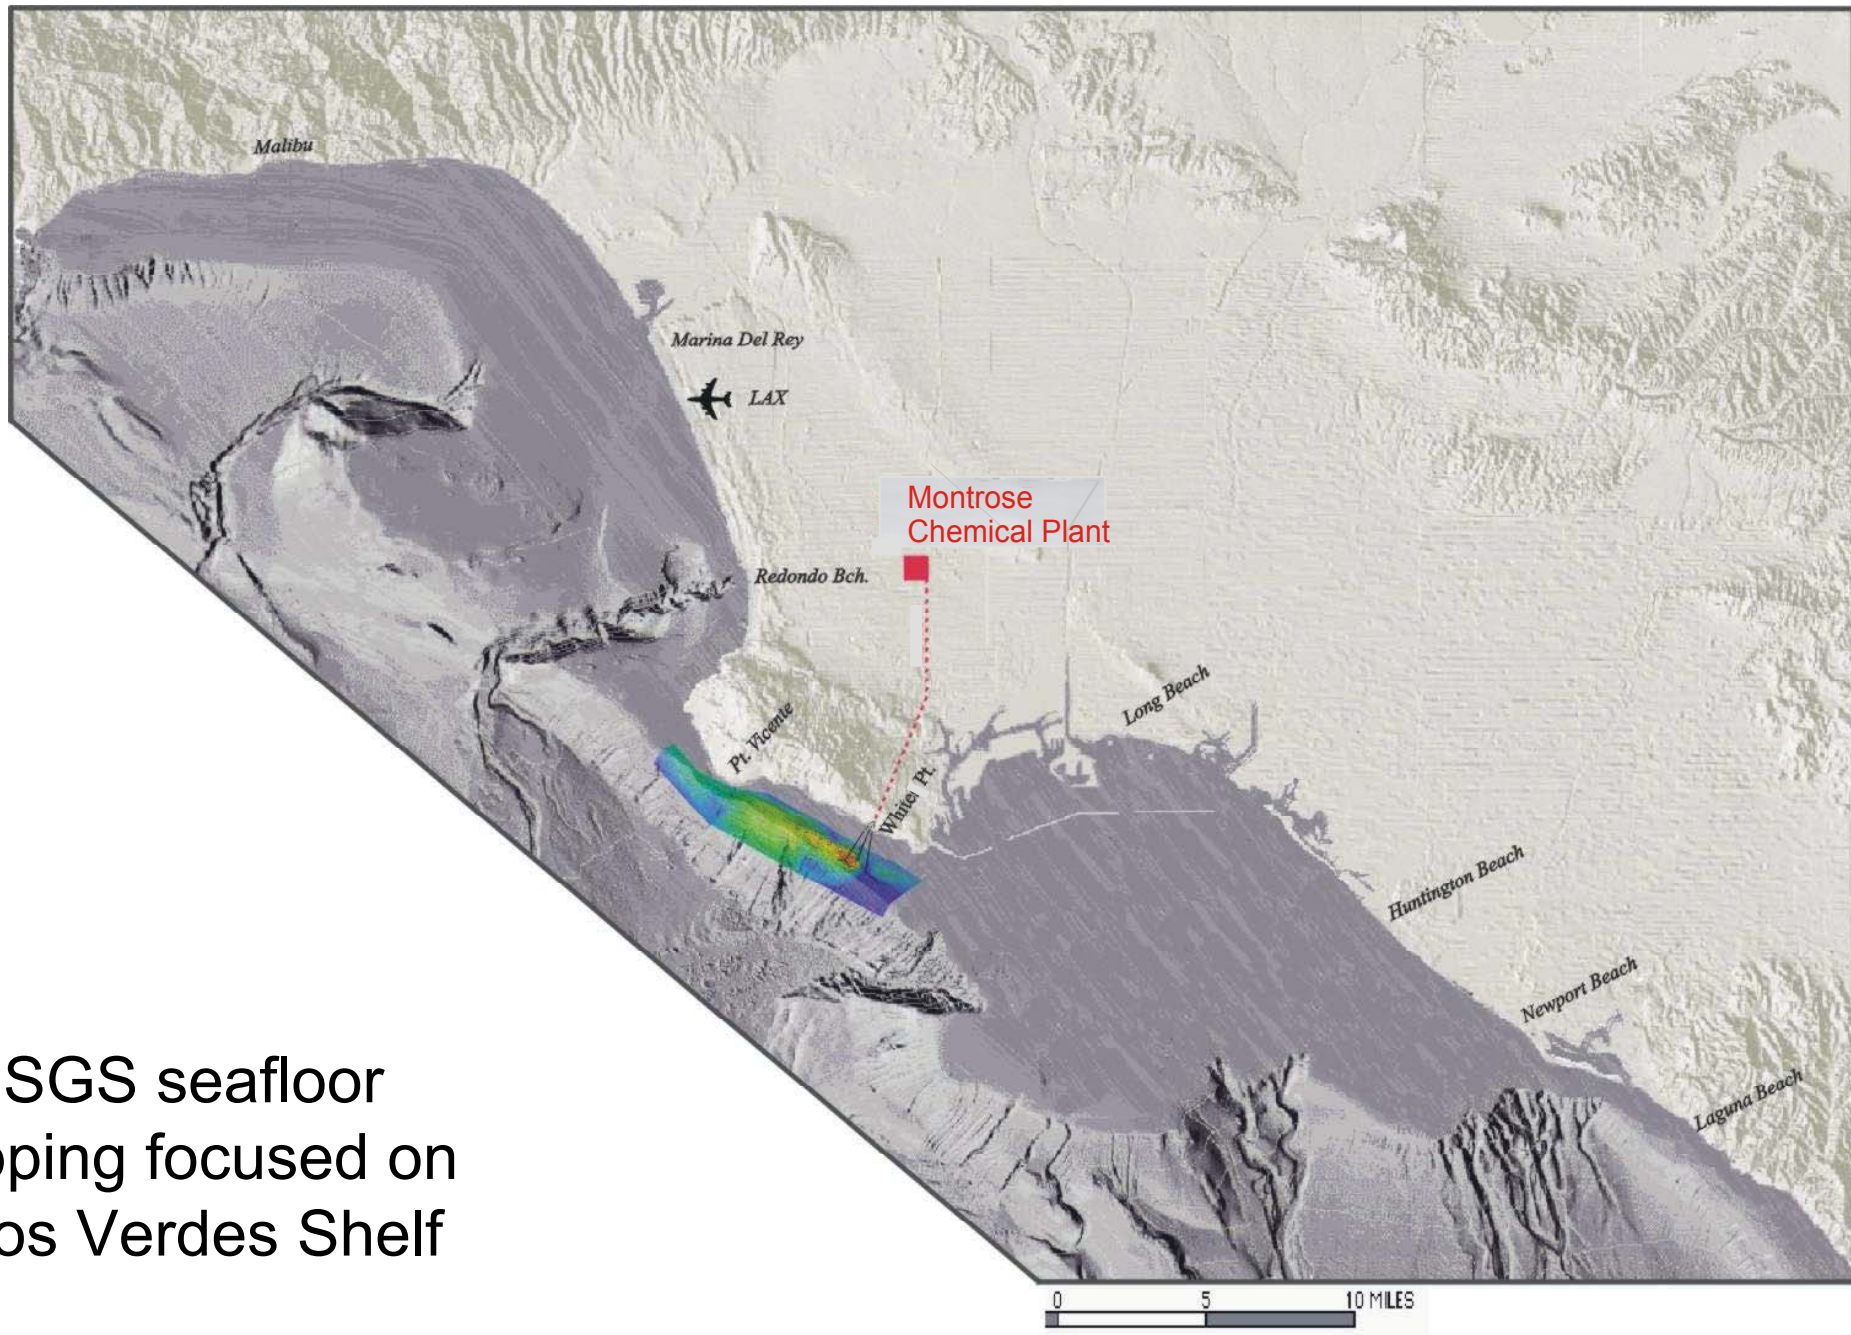 Malibu
Marina Del Rey
LAX
Montrose
Chemical Plant
Redondo Bch.
Long Beach
Pt. Vicente
White Pt.
Huntington Beach
Newport Beach
Laguna Beach
SGS seafloor
pping focused on
os Verdes Shelf
0 5 10 MILES